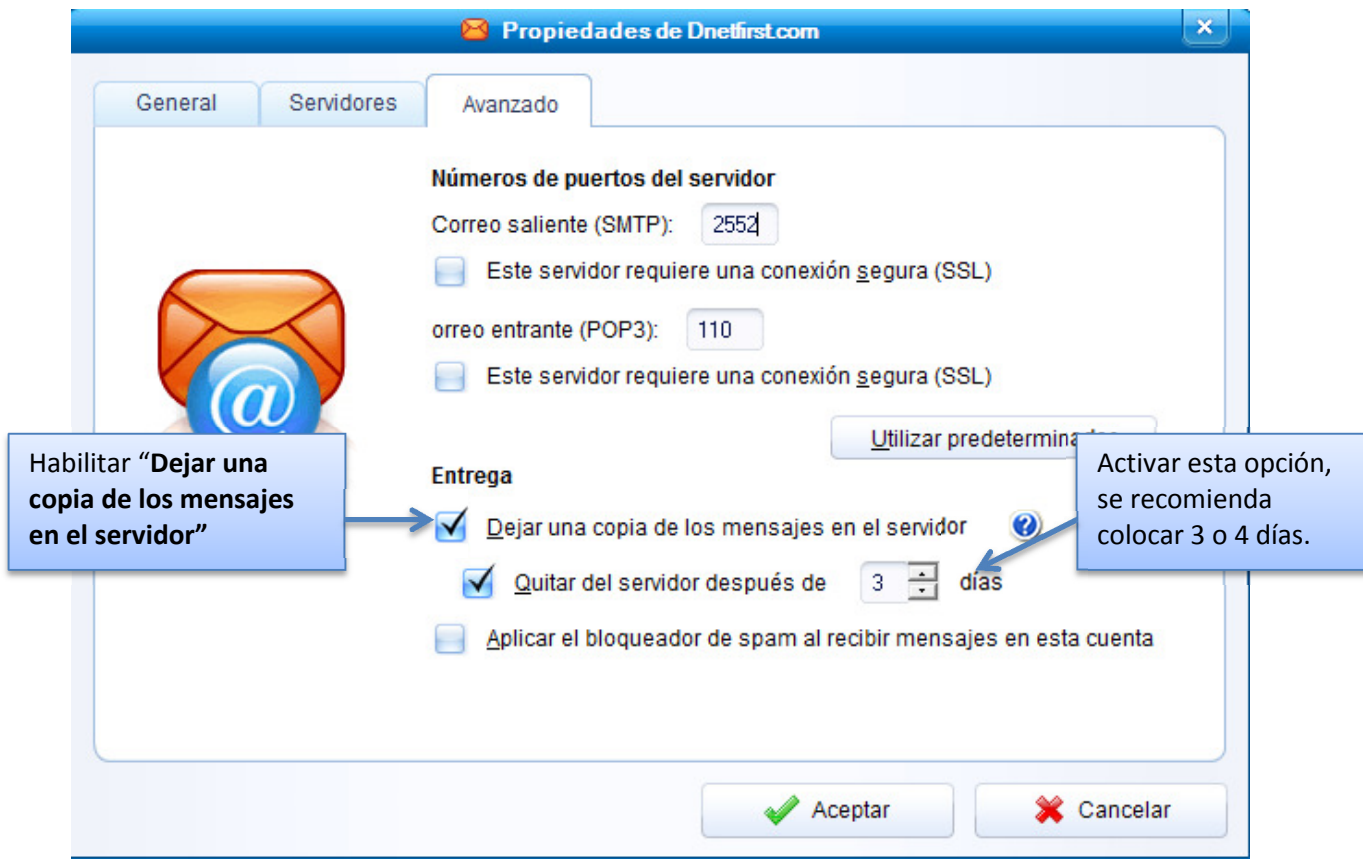 Propiedades de Dnetfirst.com
General Servidores Avanzado
Números de puertos del servidor
Correo saliente (SMTP): 2552
Este servidor requiere una conexión segura (SSL)
orreo entrante (POP3): 110
Este servidor requiere una conexión segura (SSL)
Utilizar
Habilitar “Dejar una
copia de los mensajes
en el servidor”
Entrega
Activar esta opción,
se recomienda
colocar 3 o 4 días.
Dejar una copia de los mensajes en el servidor
Quitar del servidor después de 3 días
Aplicar el bloqueador de spam al recibir mensajes en esta cuenta
Aceptar Cancelar